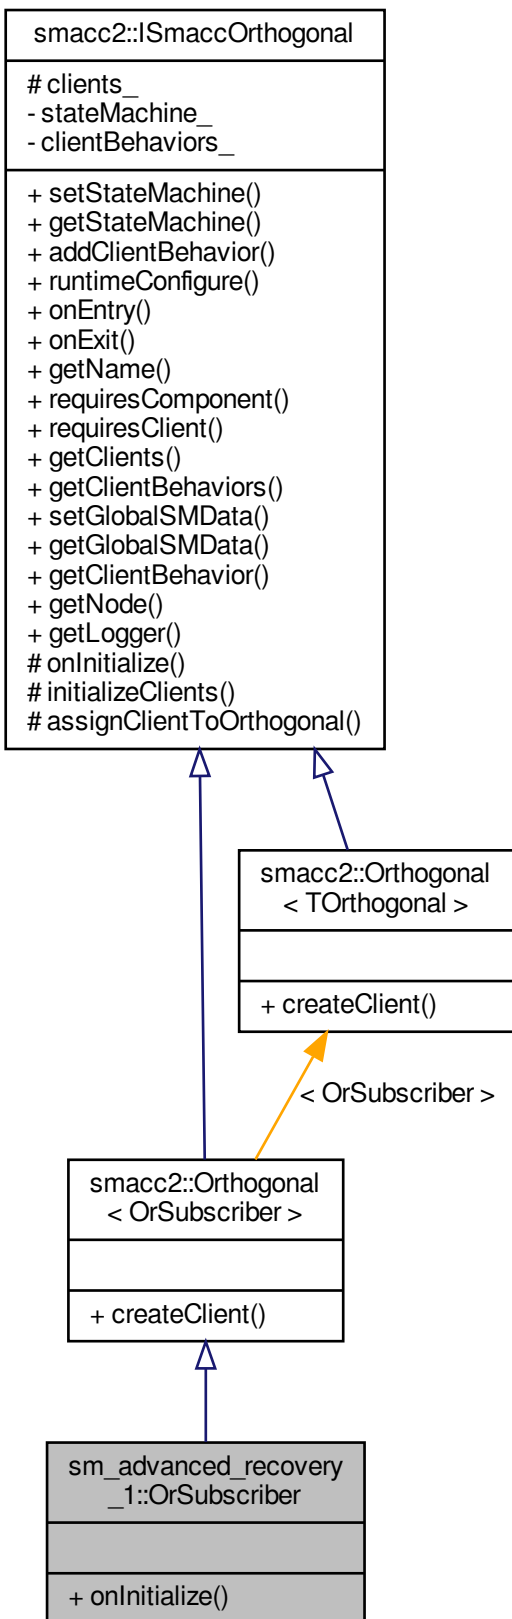 smacc2::ISmaccOrthogonal
# clients_
- stateMachine_
- clientBehaviors_
+ setStateMachine()
+ getStateMachine()
+ addClientBehavior()
+ runtimeConfigure()
+ onEntry()
+ onExit()
+ getName()
+ requiresComponent()
+ requiresClient()
+ getClients()
+ getClientBehaviors()
+ setGlobalSMData()
+ getGlobalSMData()
+ getClientBehavior()
+ getNode()
+ getLogger()
# onInitialize()
# initializeClients()
# assignClientToOrthogonal()
smacc2::Orthogonal
< TOrthogonal >
+ createClient()
< OrSubscriber >
smacc2::Orthogonal
< OrSubscriber >
+ createClient()
sm_advanced_recovery
_1::OrSubscriber
+ onInitialize()